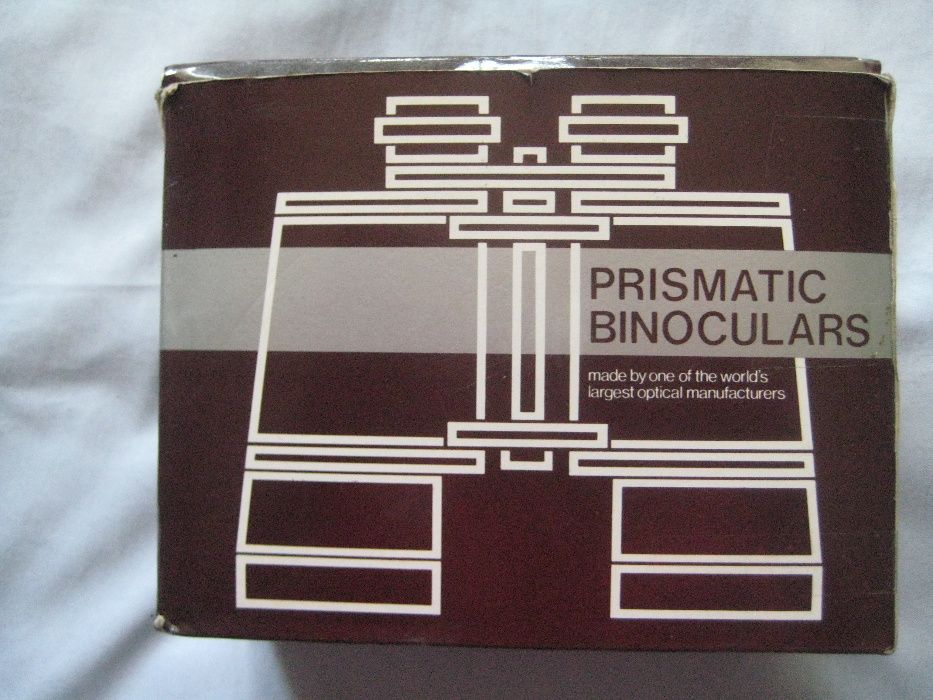 PRISMATIC
BINOCULARS
made by one of the world's
largest optical manufacturers